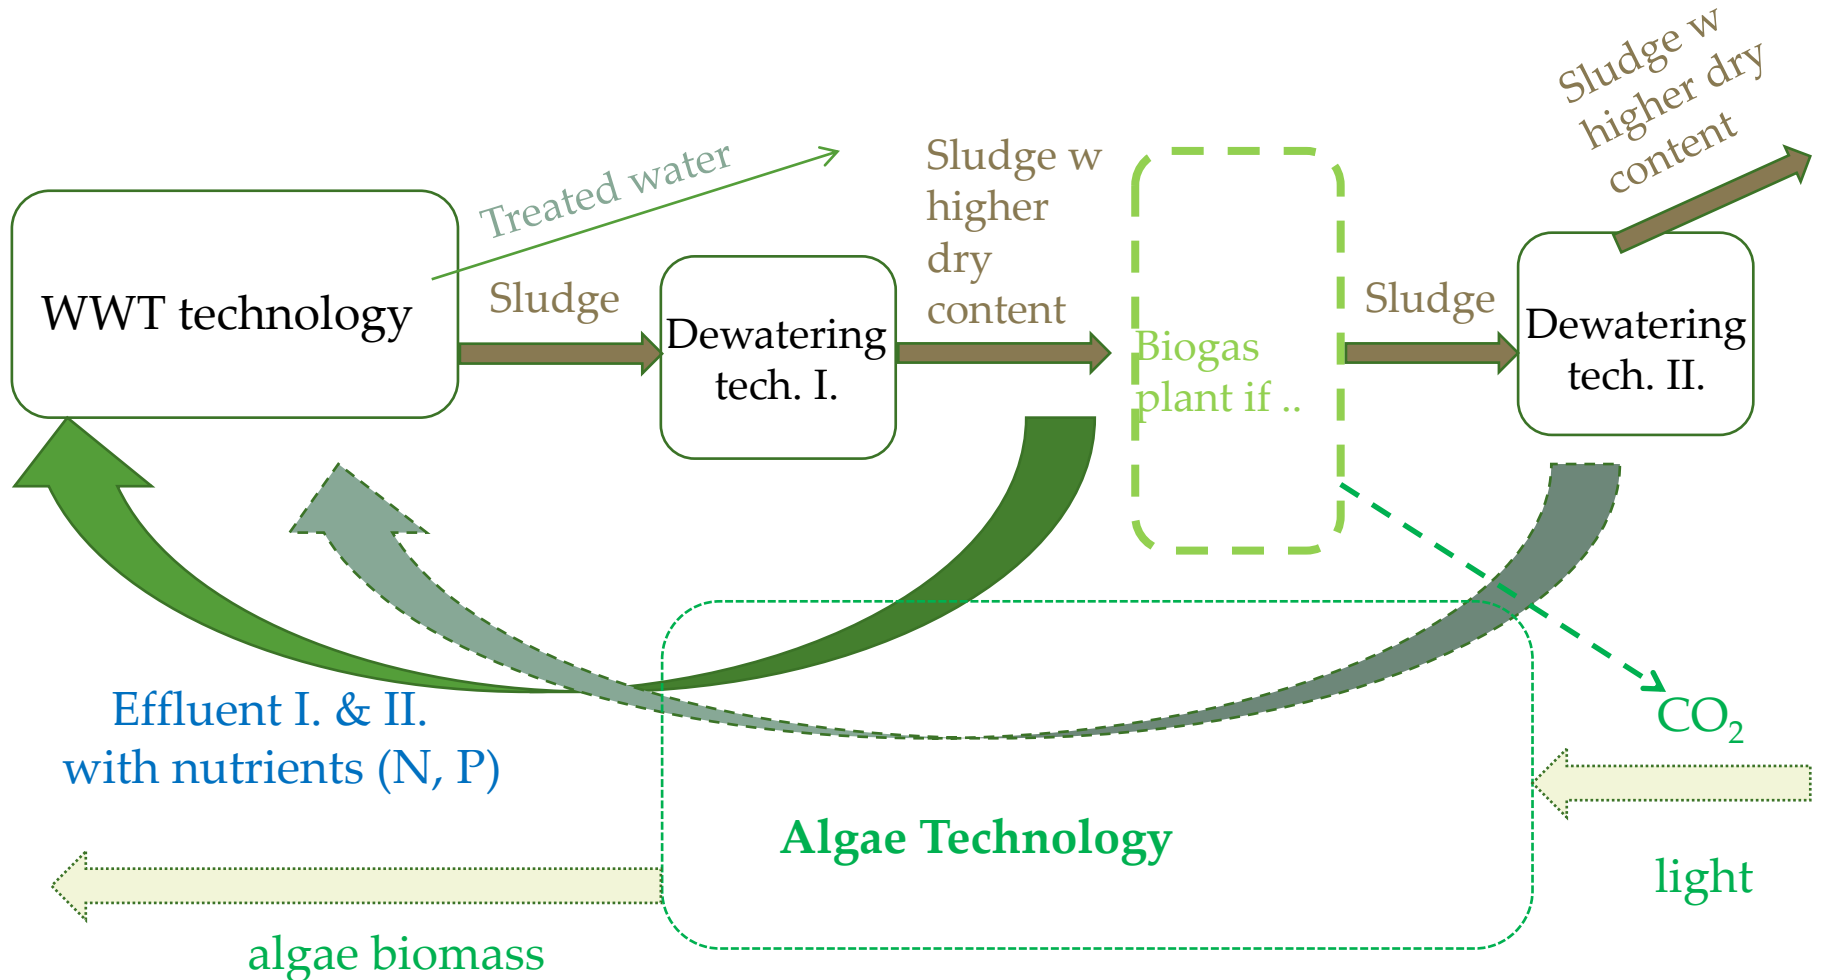 Sludge w
higher dry
content
Treated water
Sludge w
higher
dry
content
WWT technology
Sludge
Dewatering
tech. I.
Biogas
plant if ..
Sludge
Dewatering
tech. II.
Effluent I. & II.
with nutrients (N, P)
CO₂
Algae Technology
light
algae biomass